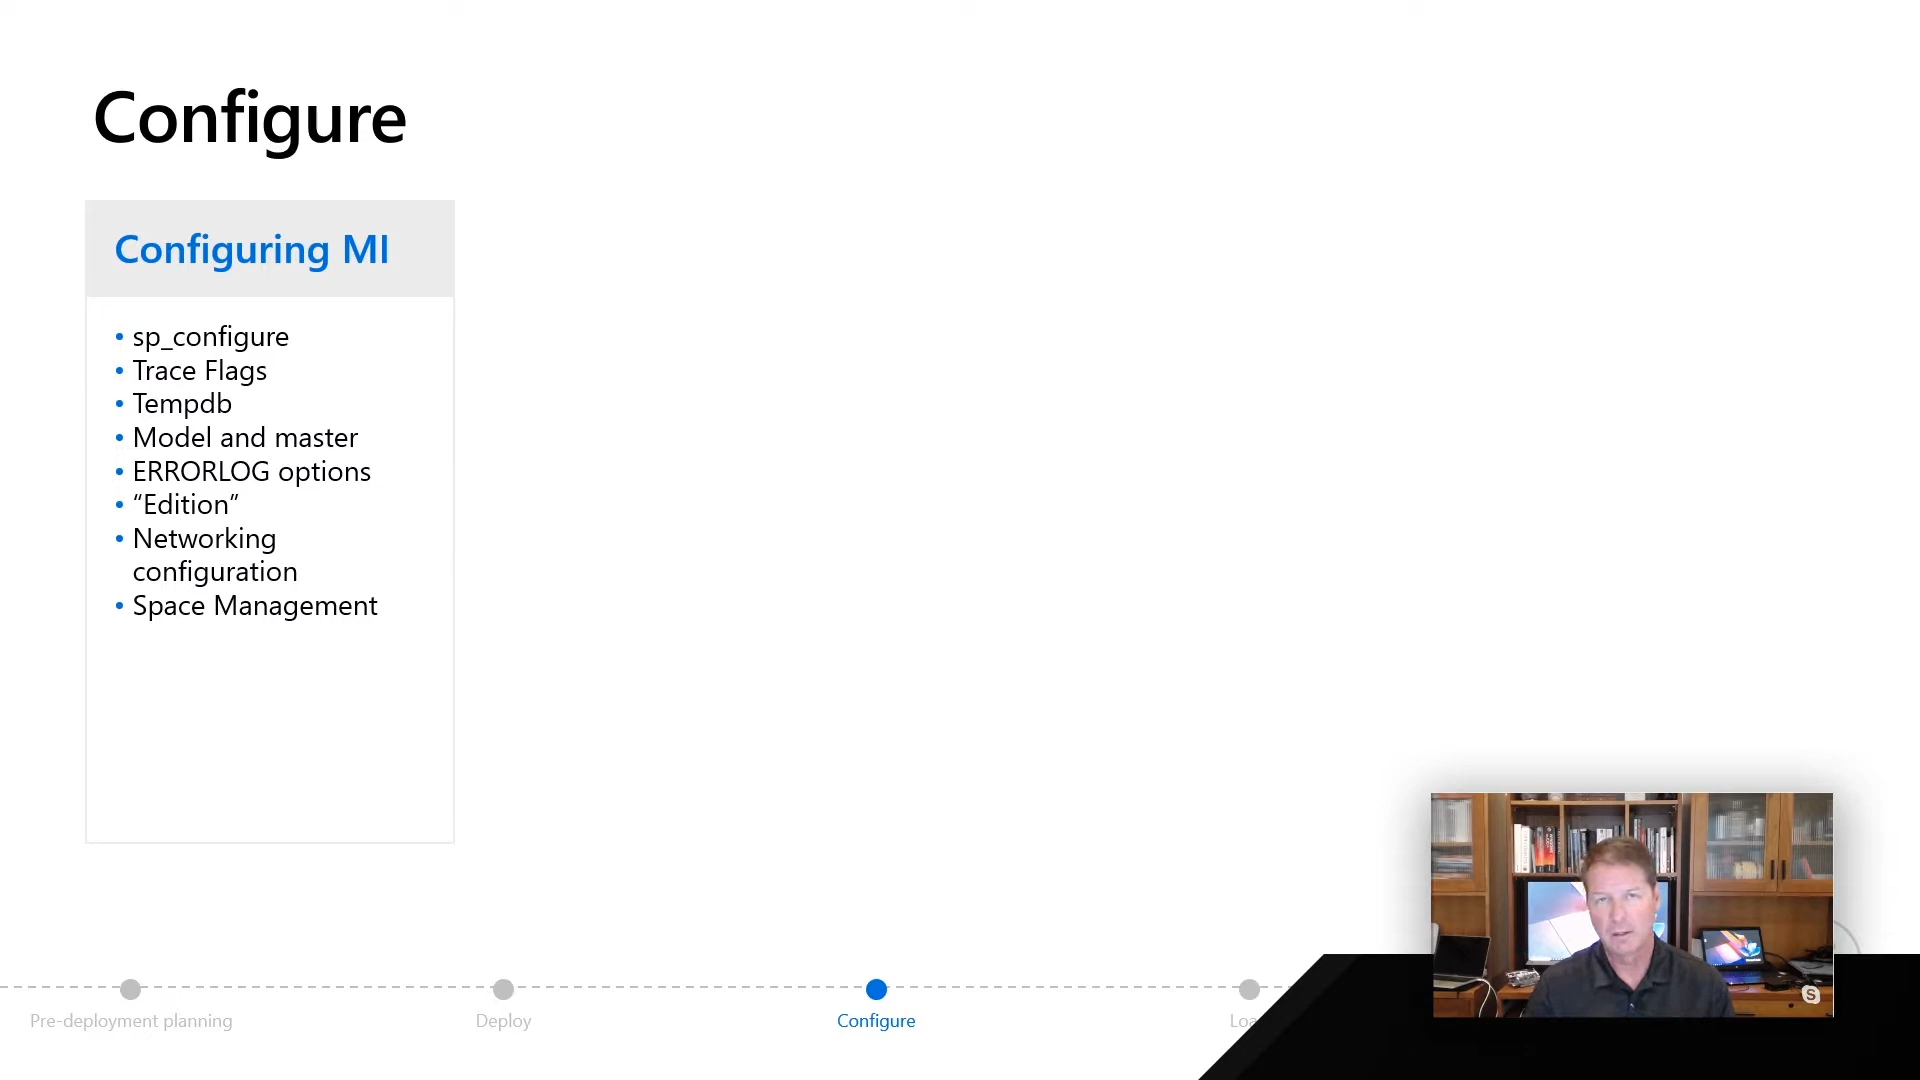 Configure
Configuring MI
• sp_configure
• Trace Flags
• Tempdb
• Model and master
• ERRORLOG options
• “Edition”
• Networking
configuration
• Space Management
Pre-deployment planning
Deploy
Configure
Loa